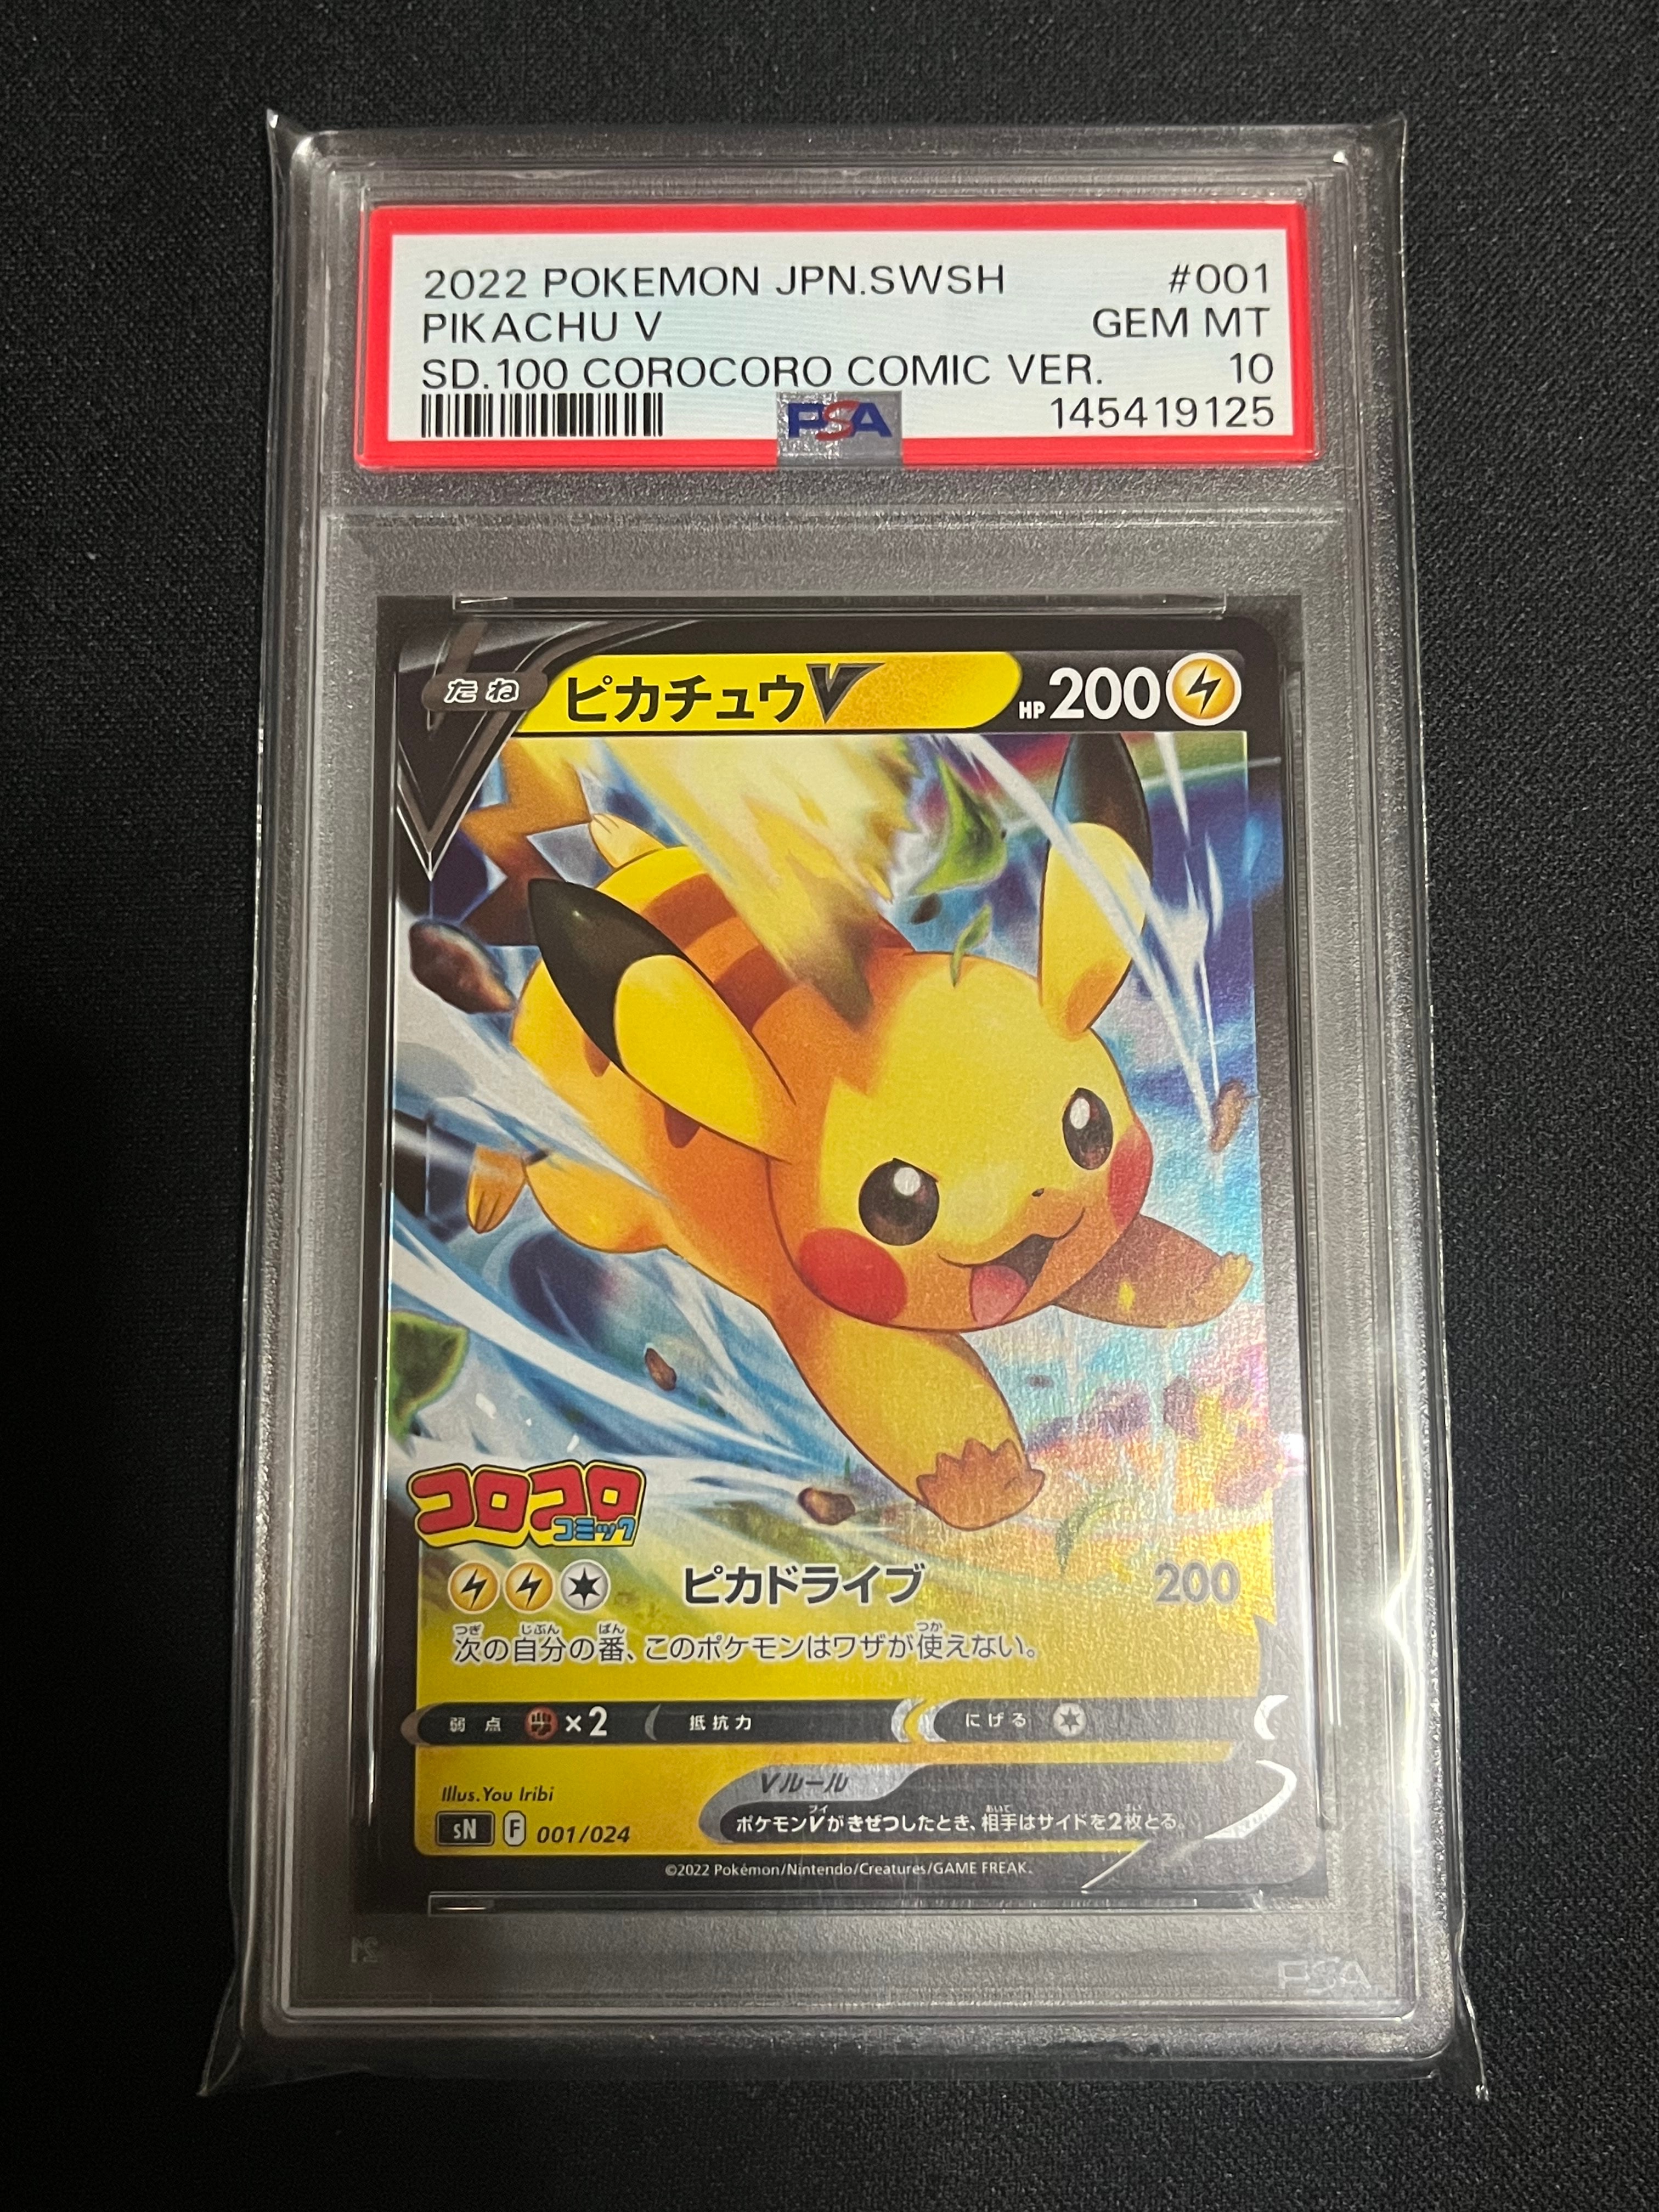 2022 POKEMON JPN.SWSH #001
PIKACHU V GEM MT
SD.100 COROCORO COMIC VER. 10
PSA 145419125
たね ピカチュウV HP200
コロコロ
コミック
ピカドライブ 200
次の自分の番、このポケモンはワザが使えない。
弱点 ×2 抵抗力 にげる
Illus.You Iribi
Vルール
ポケモンVがきぜつしたとき、相手はサイドを2枚とる。
sN F 001/024
©2022 Pokémon/Nintendo/Creatures/GAME FREAK.
PSA